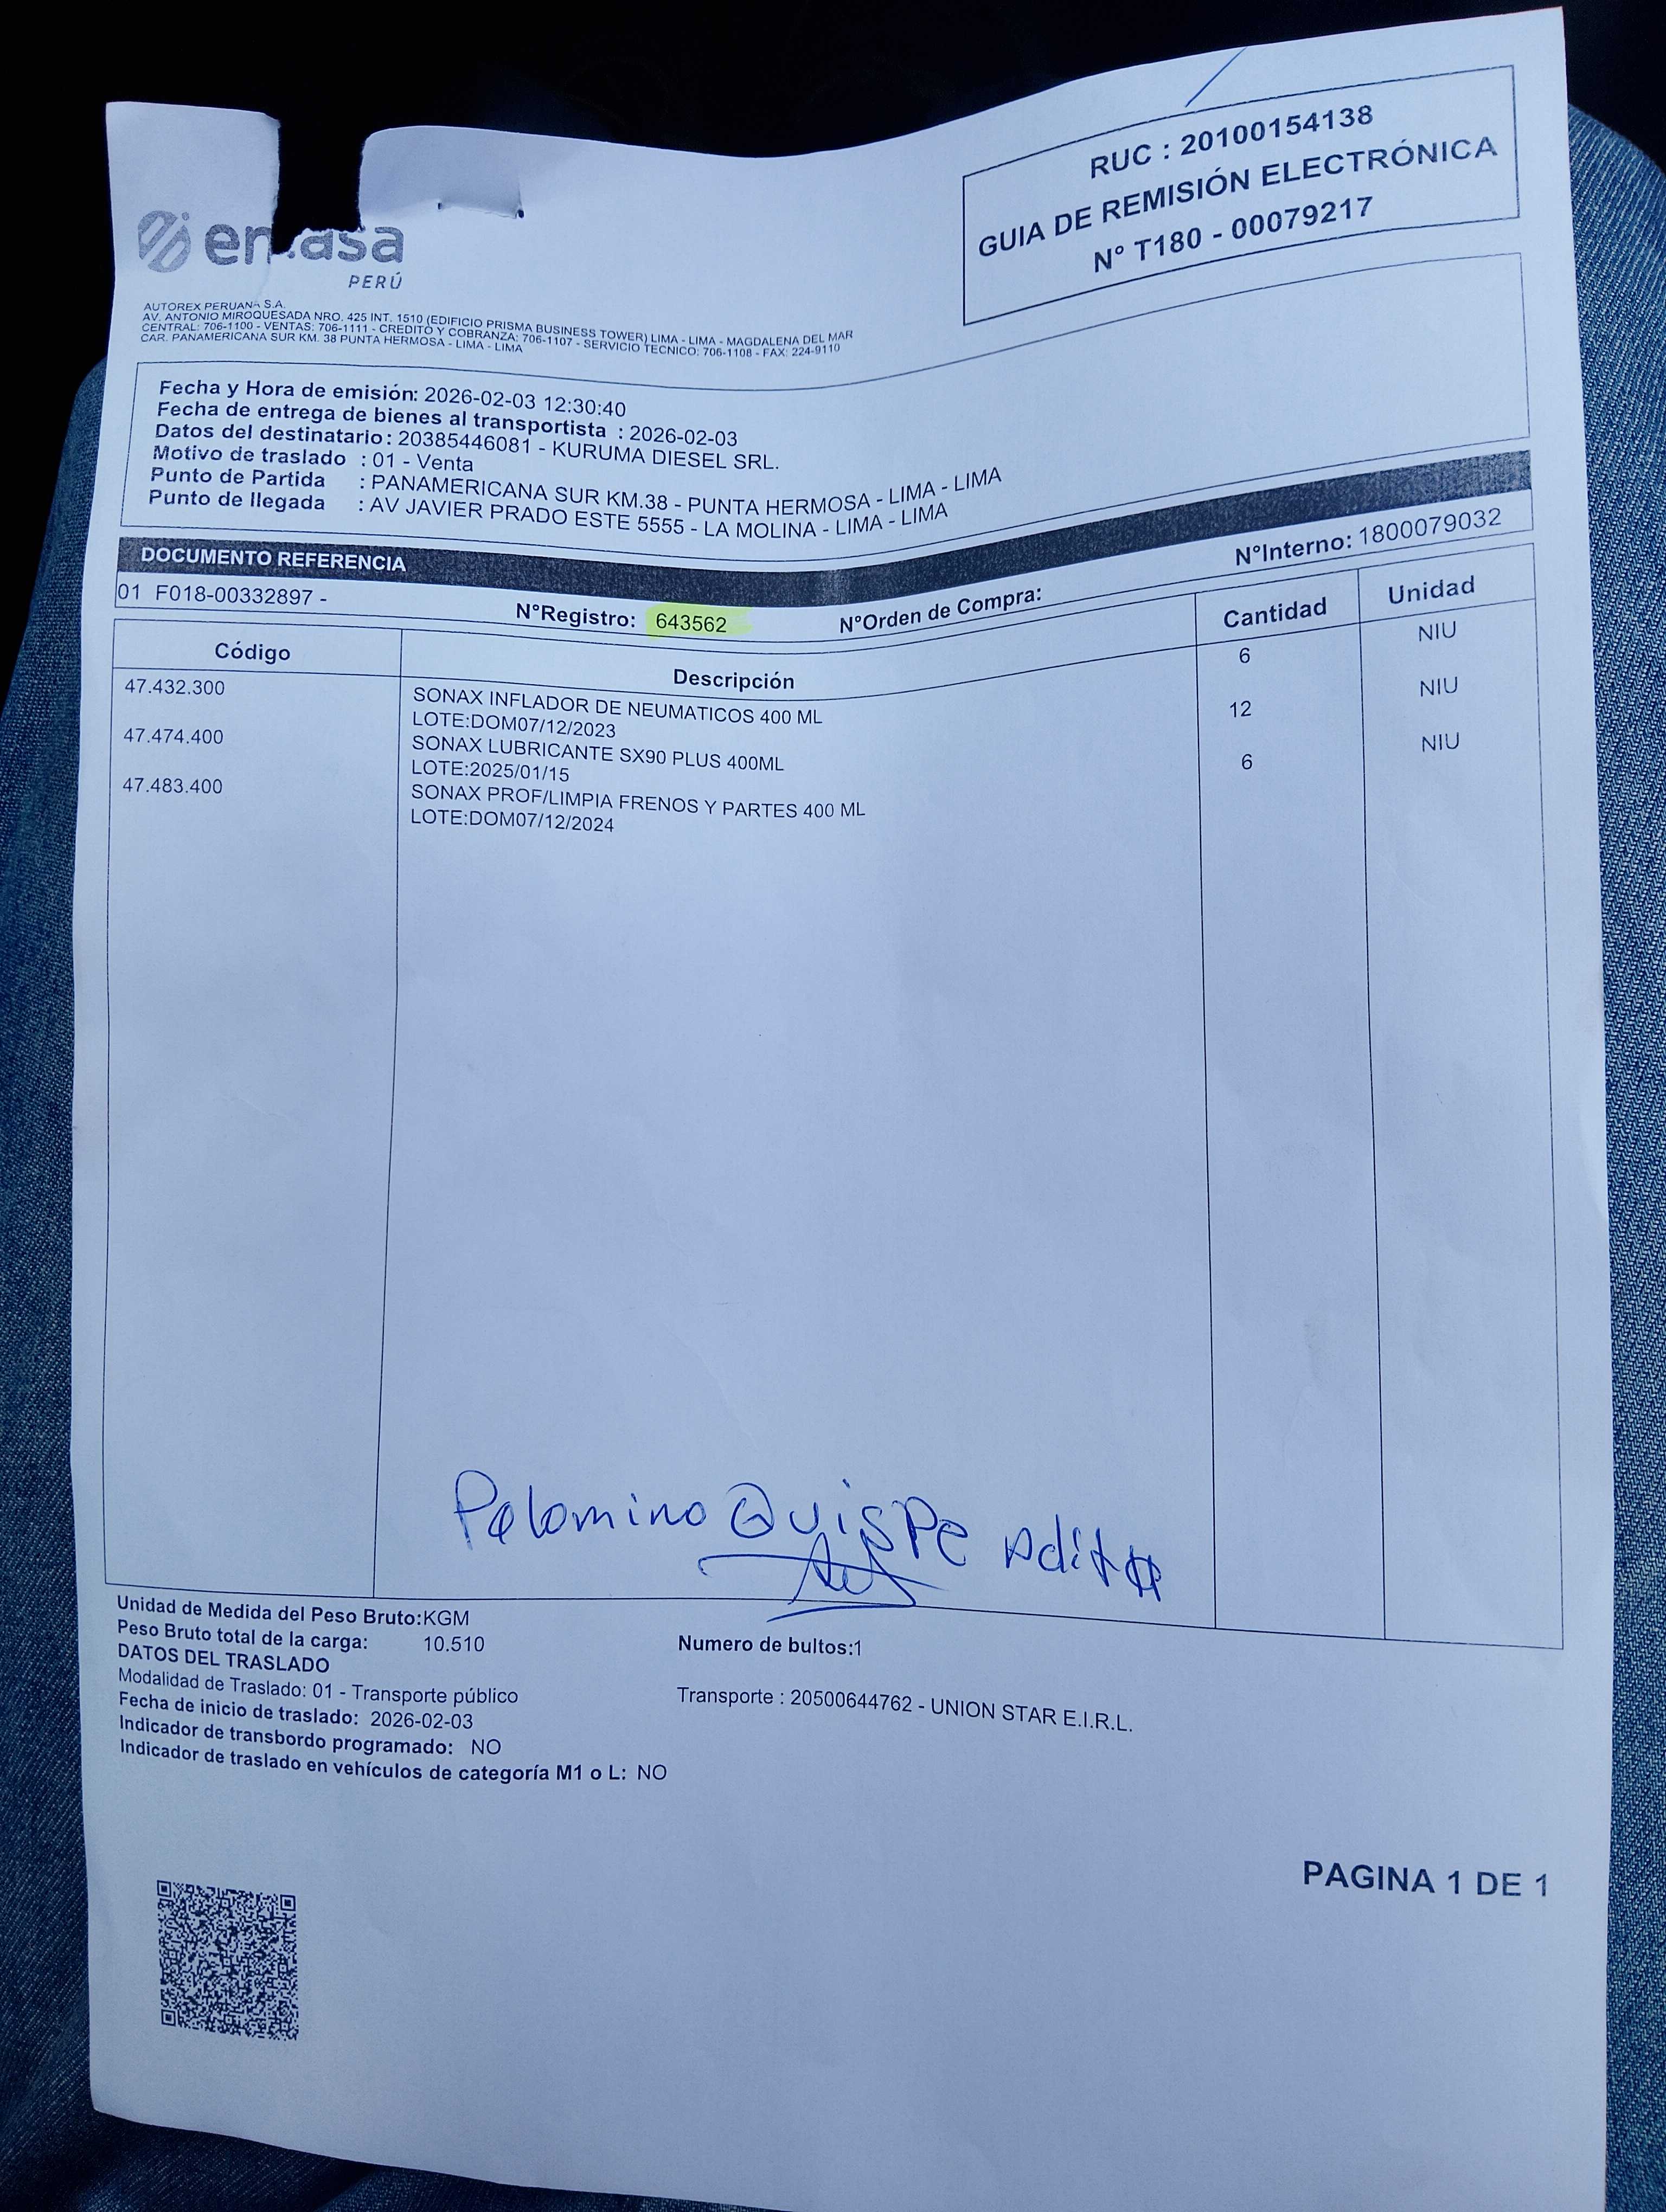 PERÚ
RUC : 20100154138
GUIA DE REMISIÓN ELECTRÓNICA
N° T180 - 00079217
AUTOREX PERUANA S.A.
AV. ANTONIO MIROQUESADA NRO. 425 INT. 1510 (EDIFICIO PRISMA BUSINESS TOWER) LIMA - LIMA - MAGDALENA DEL MAR
CENTRAL: 706-1100 - VENTAS: 706-1111 - CREDITO Y COBRANZA: 706-1107 - SERVICIO TECNICO: 706-1108 - FAX: 224-9110
CAR. PANAMERICANA SUR KM. 38 PUNTA HERMOSA - LIMA - LIMA
Fecha y Hora de emisión: 2026-02-03 12:30:40
Fecha de entrega de bienes al transportista : 2026-02-03
Datos del destinatario: 20385446081 - KURUMA DIESEL SRL.
Motivo de traslado : 01 - Venta
Punto de Partida : PANAMERICANA SUR KM.38 - PUNTA HERMOSA - LIMA - LIMA
Punto de llegada : AV JAVIER PRADO ESTE 5555 - LA MOLINA - LIMA - LIMA
DOCUMENTO REFERENCIA
01 F018-00332897 - N°Registro: 643562 N°Orden de Compra: N°Interno: 1800079032
Código Descripción Cantidad Unidad
47.432.300 SONAX INFLADOR DE NEUMATICOS 400 ML 6 NIU
LOTE:DOM07/12/2023
47.474.400 SONAX LUBRICANTE SX90 PLUS 400ML 12 NIU
LOTE:2025/01/15
47.483.400 SONAX PROF/LIMPIA FRENOS Y PARTES 400 ML 6 NIU
LOTE:DOM07/12/2024
Palomino Quispe
Unidad de Medida del Peso Bruto:KGM
Peso Bruto total de la carga: 10.510 Numero de bultos:1
DATOS DEL TRASLADO
Modalidad de Traslado: 01 - Transporte público Transporte : 20500644762 - UNION STAR E.I.R.L.
Fecha de inicio de traslado: 2026-02-03
Indicador de transbordo programado: NO
Indicador de traslado en vehículos de categoría M1 o L: NO
PAGINA 1 DE 1